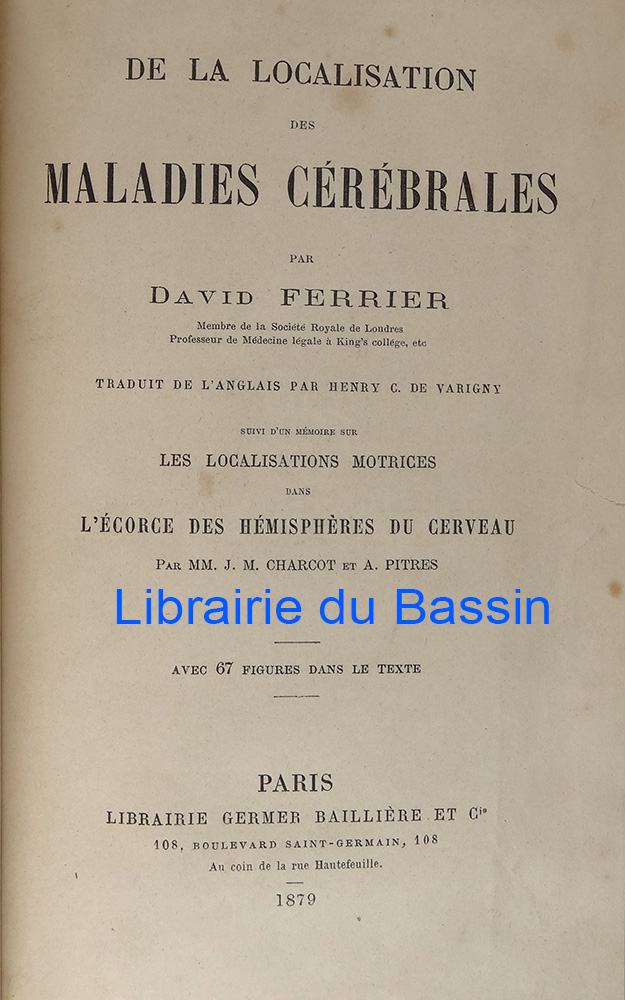 DE LA LOCALISATION
DES
MALADIES CÉRÉBRALES
PAR
DAVID FERRIER
Membre de la Société Royale de Londres
Professeur de Médecine légale à King's collége, etc
TRADUIT DE L'ANGLAIS PAR HENRY C. DE VARIGNY
SUIVI D'UN MÉMOIRE SUR
LES LOCALISATIONS MOTRICES
DANS
L'ÉCORCE DES HÉMISPHÈRES DU CERVEAU
PAR MM. J. M. CHARCOT ET A. PITRES
Librairie du Bassin
AVEC 67 FIGURES DANS LE TEXTE
PARIS
LIBRAIRIE GERMER BAILLIÈRE ET Cie
108, BOULEVARD SAINT-GERMAIN, 108
Au coin de la rue Hautefeuille.
1879